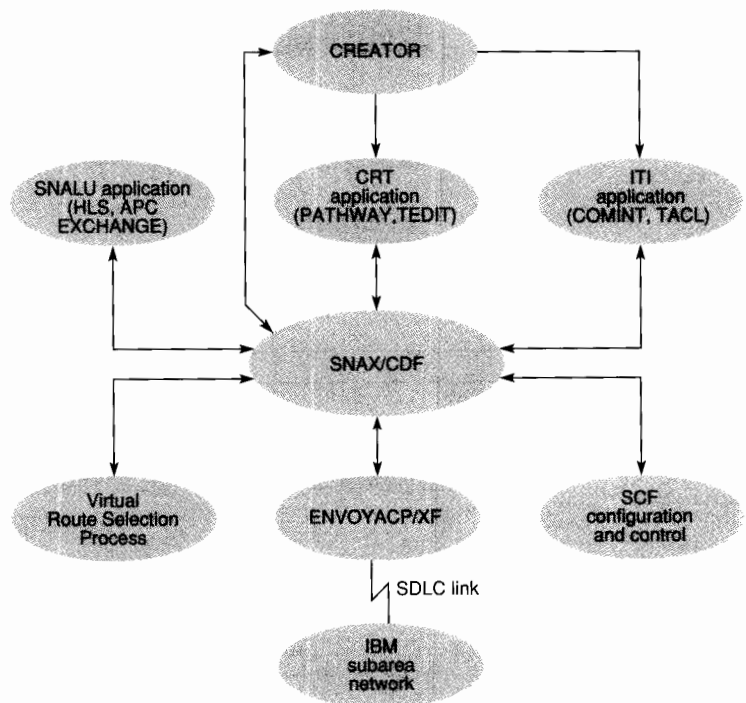 CREATOR
SNALU application
(HLS, APC
EXCHANGE)
CRT
application
(PATHWAY,TEDIT)
ITI
application
(COMINT, TACL)
SNAX/CDF
Virtual
Route Selection
Process
ENVOYACP/XF
SCF
configuration
and control
SDLC link
IBM
subarea
network